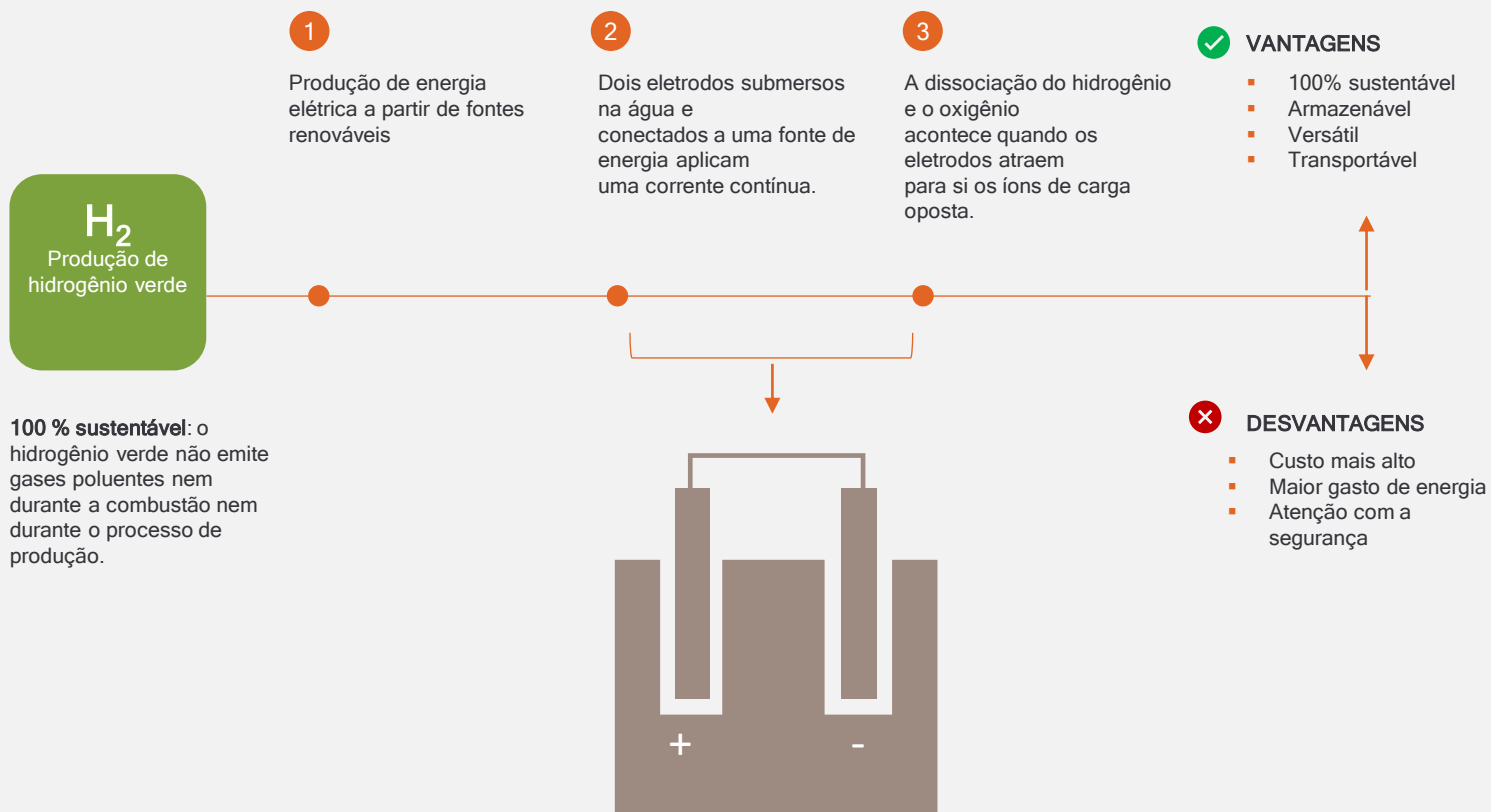 1
Produção de energia
elétrica a partir de fontes
renováveis
2
Dois eletrodos submersos
na água e
conectados a uma fonte de
energia aplicam
uma corrente contínua.
3
A dissociação do hidrogênio
e o oxigênio
acontece quando os
eletrodos atraem
para si os íons de carga
oposta.
VANTAGENS
100% sustentável
Armazenável
Versátil
Transportável
H₂
Produção de
hidrogênio verde
100 % sustentável: o
hidrogênio verde não emite
gases poluentes nem
durante a combustão nem
durante o processo de
produção.
DESVANTAGENS
Custo mais alto
Maior gasto de energia
Atenção com a
segurança
+
-